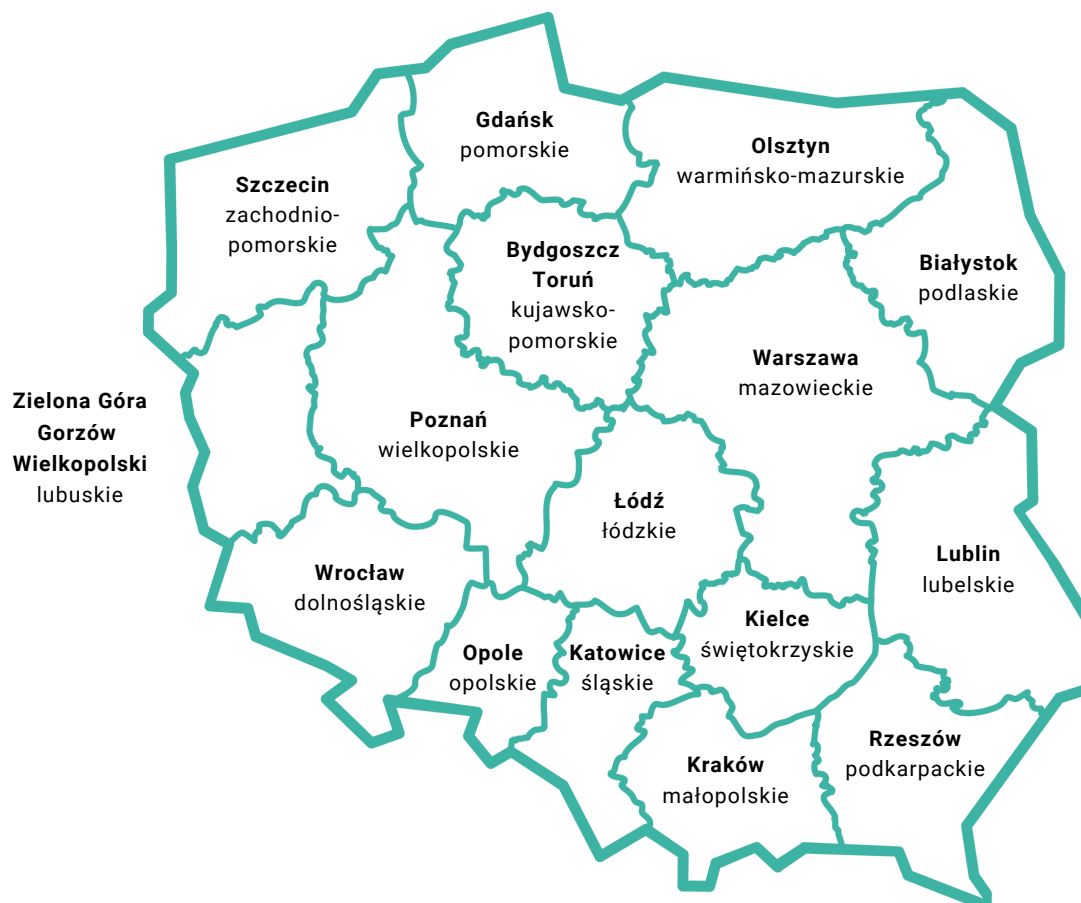 Gdańsk
pomorskie
Olsztyn
warmińsko-mazurskie
Szczecin
zachodnio-
pomorskie
Bydgoszcz
Toruń
kujawsko-
pomorskie
Białystok
podlaskie
Warszawa
mazowieckie
Zielona Góra
Gorzów
Wielkopolski
lubuskie
Poznań
wielkopolskie
Łódź
łódzkie
Lublin
lubelskie
Wrocław
dolnośląskie
Kielce
świętokrzyskie
Opole
opolskie
Katowice
śląskie
Rzeszów
podkarpackie
Kraków
małopolskie